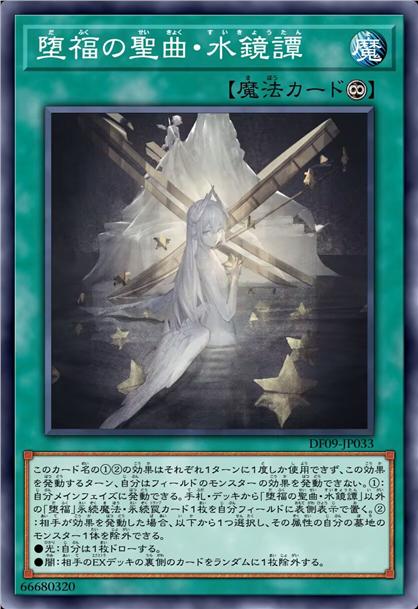 堕福の聖曲・水鏡譚
魔
【魔法カード】
DF09-JP033
このカード名の①②の効果はそれぞれ1ターンに1度しか使用できず、この効果
を発動するターン、自分はフィールドのモンスターの効果を発動できない。①:
自分メインフェイズに発動できる。手札・デッキから「堕福の聖曲・水鏡譚」以外
の「堕福」永続魔法・永続罠カード1枚を自分フィールドに表側表示で置く。②
:相手が効果を発動した場合、以下から1つ選択し、その属性の自分の墓地の
モンスター1体を除外できる。
●光:自分は1枚ドローする。
●闇:相手のEXデッキの裏側のカードをランダムに1枚除外する。
66680320